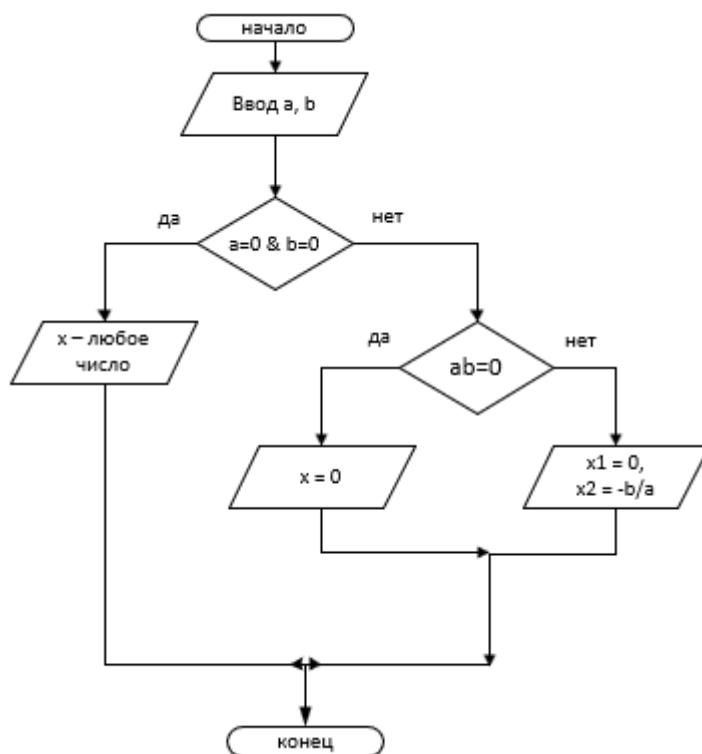 начало
Ввод a, b
да
нет
a=0 & b=0
x – любое
число
да
нет
ab=0
x = 0
x1 = 0,
x2 = -b/a
конец